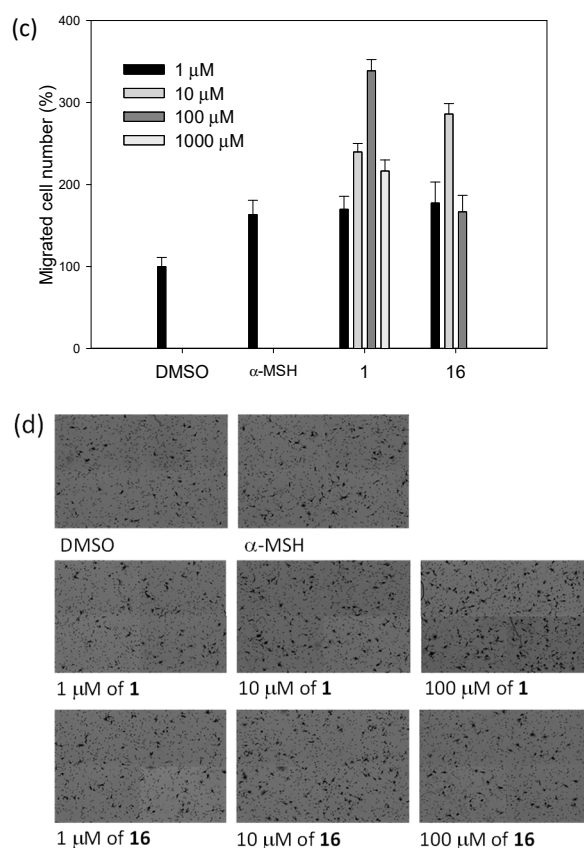 (c)
Migrated cell number (%)
400
300
200
100
0
1 μM
10 μM
100 μM
1000 μM
DMSO
α-MSH
1
16
(d)
DMSO
α-MSH
1 μM of 1
10 μM of 1
100 μM of 1
1 μM of 16
10 μM of 16
100 μM of 16